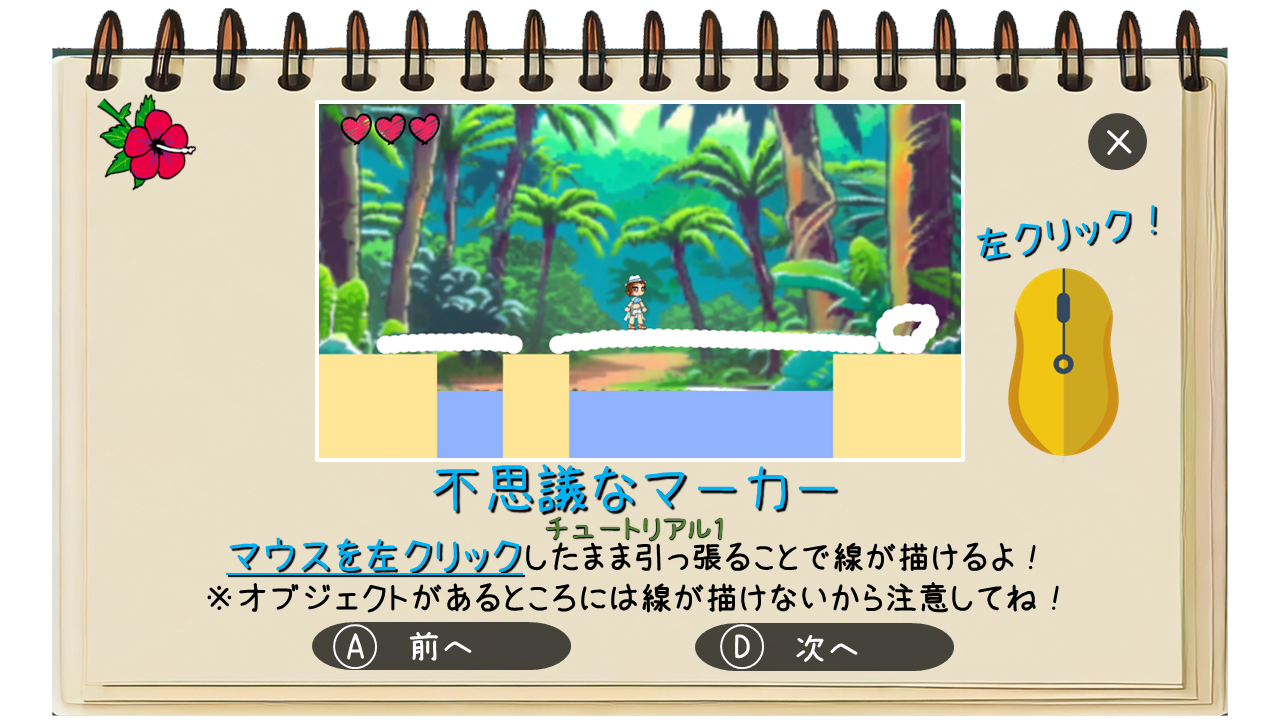 左クリック！
不思議なマーカー
チュートリアル1
マウスを左クリックしたまま引っ張ることで線が描けるよ！
※オブジェクトがあるところには線が描けないから注意してね！
A 前へ
D 次へ